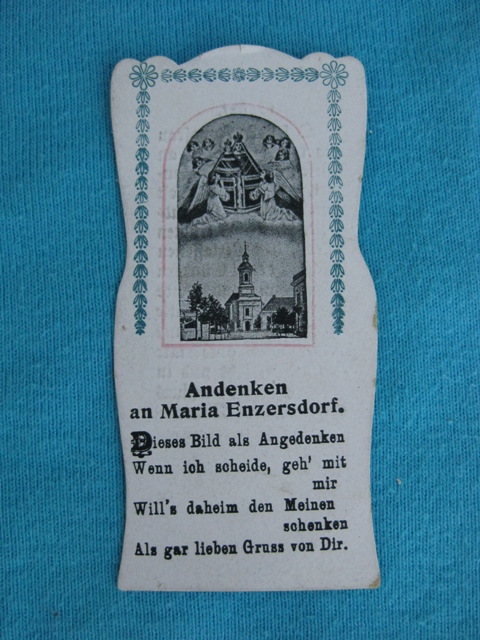 Andenken
an Maria Enzersdorf.
Dieses Bild als Angedenken
Wenn ich scheide, geh' mit
mir
Will's daheim den Meinen
schenken
Als gar lieben Gruss von Dir.